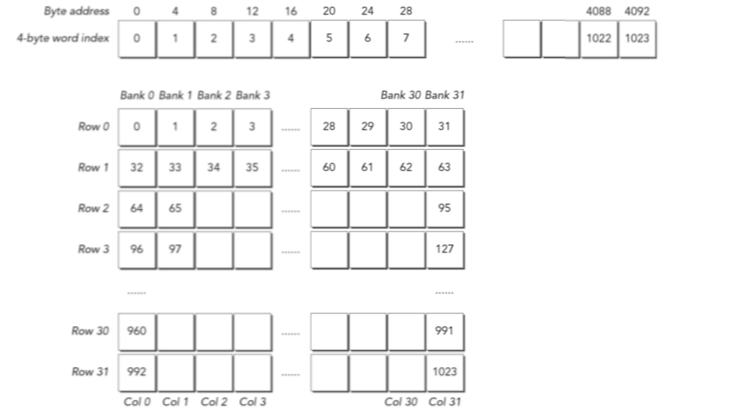 Byte address 0 4 8 12 16 20 24 28 4088 4092
4-byte word index 0 1 2 3 4 5 6 7 ...... 1022 1023
Bank 0 Bank 1 Bank 2 Bank 3 Bank 30 Bank 31
Row 0 0 1 2 3 ...... 28 29 30 31
Row 1 32 33 34 35 ...... 60 61 62 63
Row 2 64 65 ...... 95
Row 3 96 97 ...... 127
...... ......
Row 30 960 ...... 991
Row 31 992 ...... 1023
Col 0 Col 1 Col 2 Col 3 Col 30 Col 31